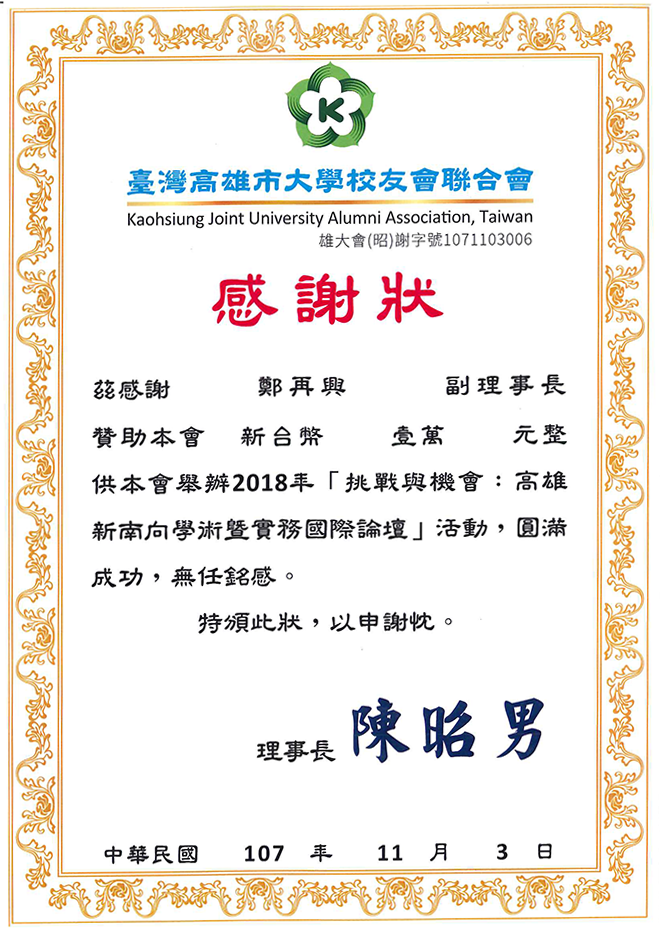 K
臺灣高雄市大學校友會聯合會
Kaohsiung Joint University Alumni Association, Taiwan
雄大會(昭)謝字號1071103006
感謝狀
茲感謝 鄭再興 副理事長
贊助本會 新台幣 壹萬 元整
供本會舉辦2018年「挑戰與機會：高雄
新南向學術暨實務國際論壇」活動，圓滿
成功，無任銘感。
特頒此狀，以申謝忱。
理事長 陳昭男
中華民國 107 年 11 月 3 日